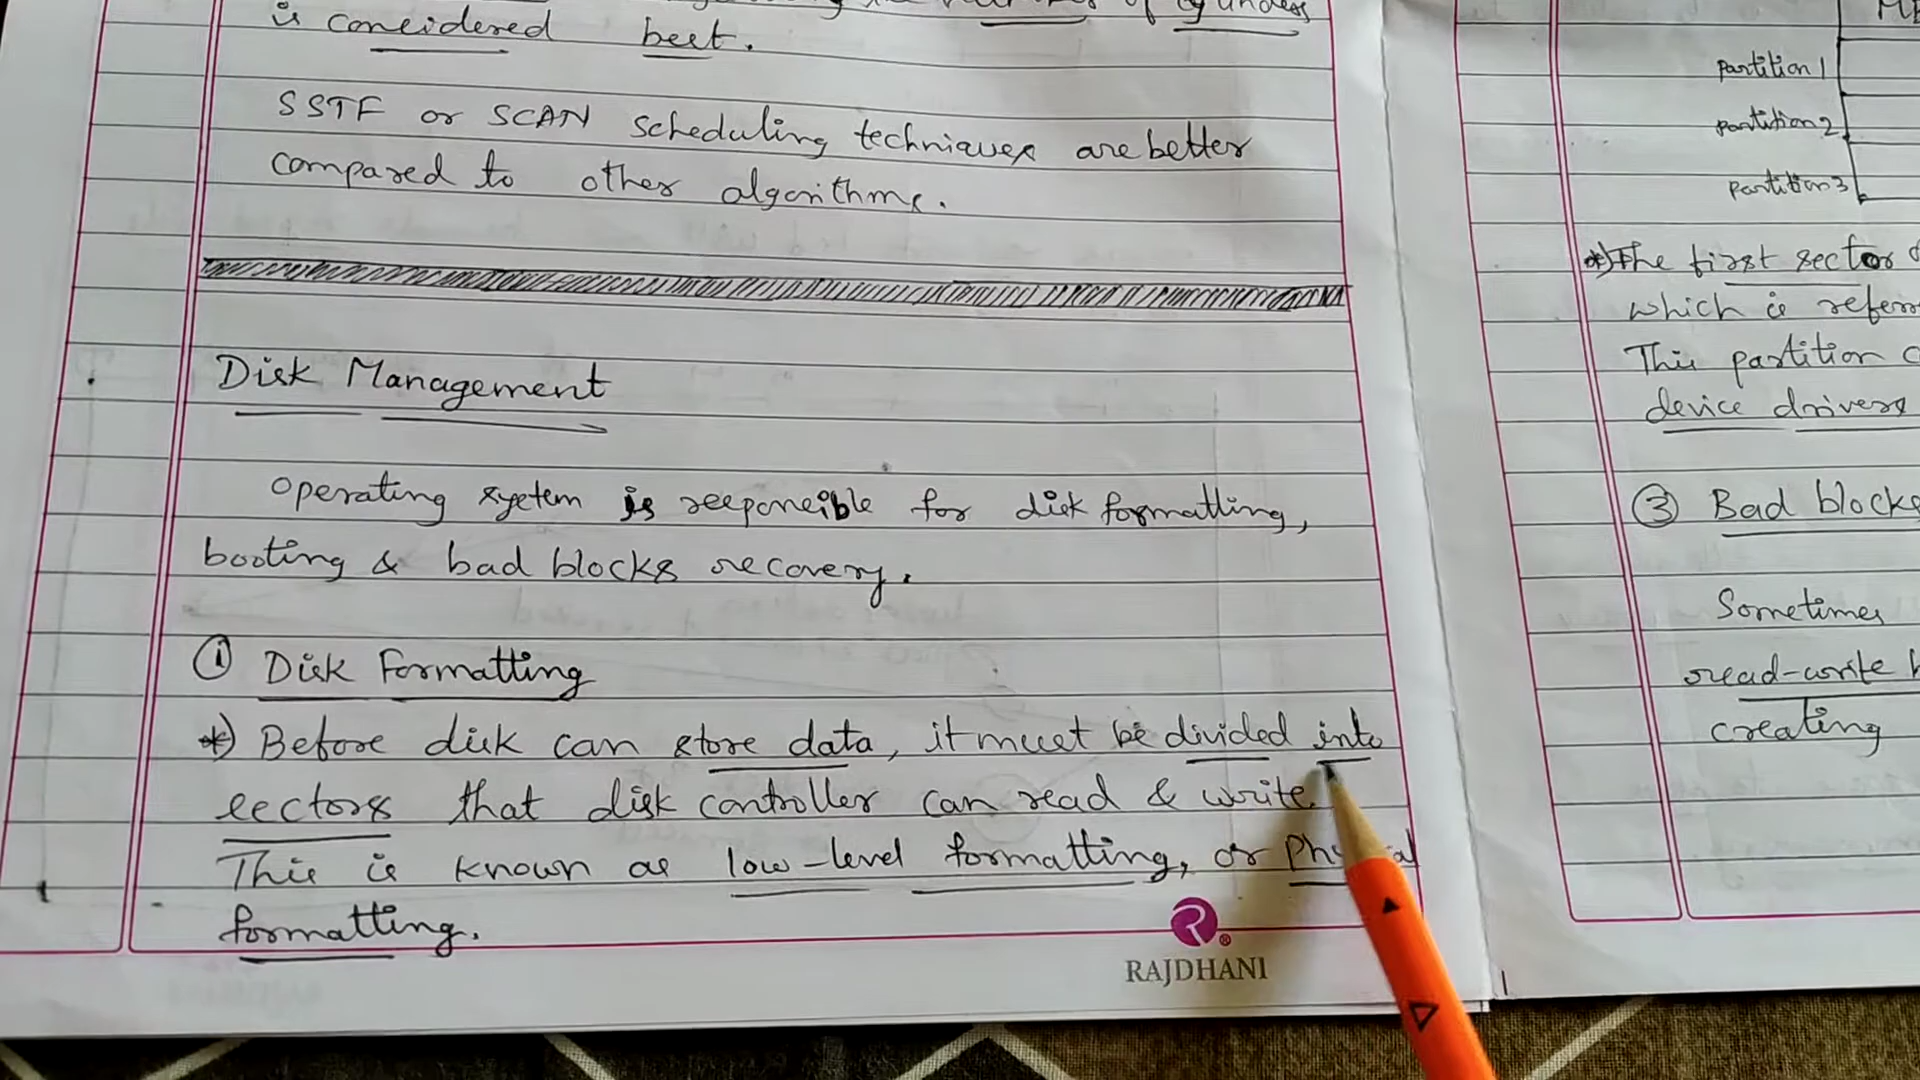 of cylinders
is considered best.
SSTF or SCAN scheduling techniques are better
compared to other algorithms.
Disk Management
Operating system is responsible for disk formatting,
booting & bad blocks recovery.
① Disk Formatting
*) Before disk can store data, it must be divided into
sectors that disk controller can read & write.
This is known as low-level formatting, or
formatting.
RAJDHANI
partition 1
partition 2
partition 3
*) The first sector
which is
This partition
device drivers
③ Bad blocks
Sometimes
read-write
creating